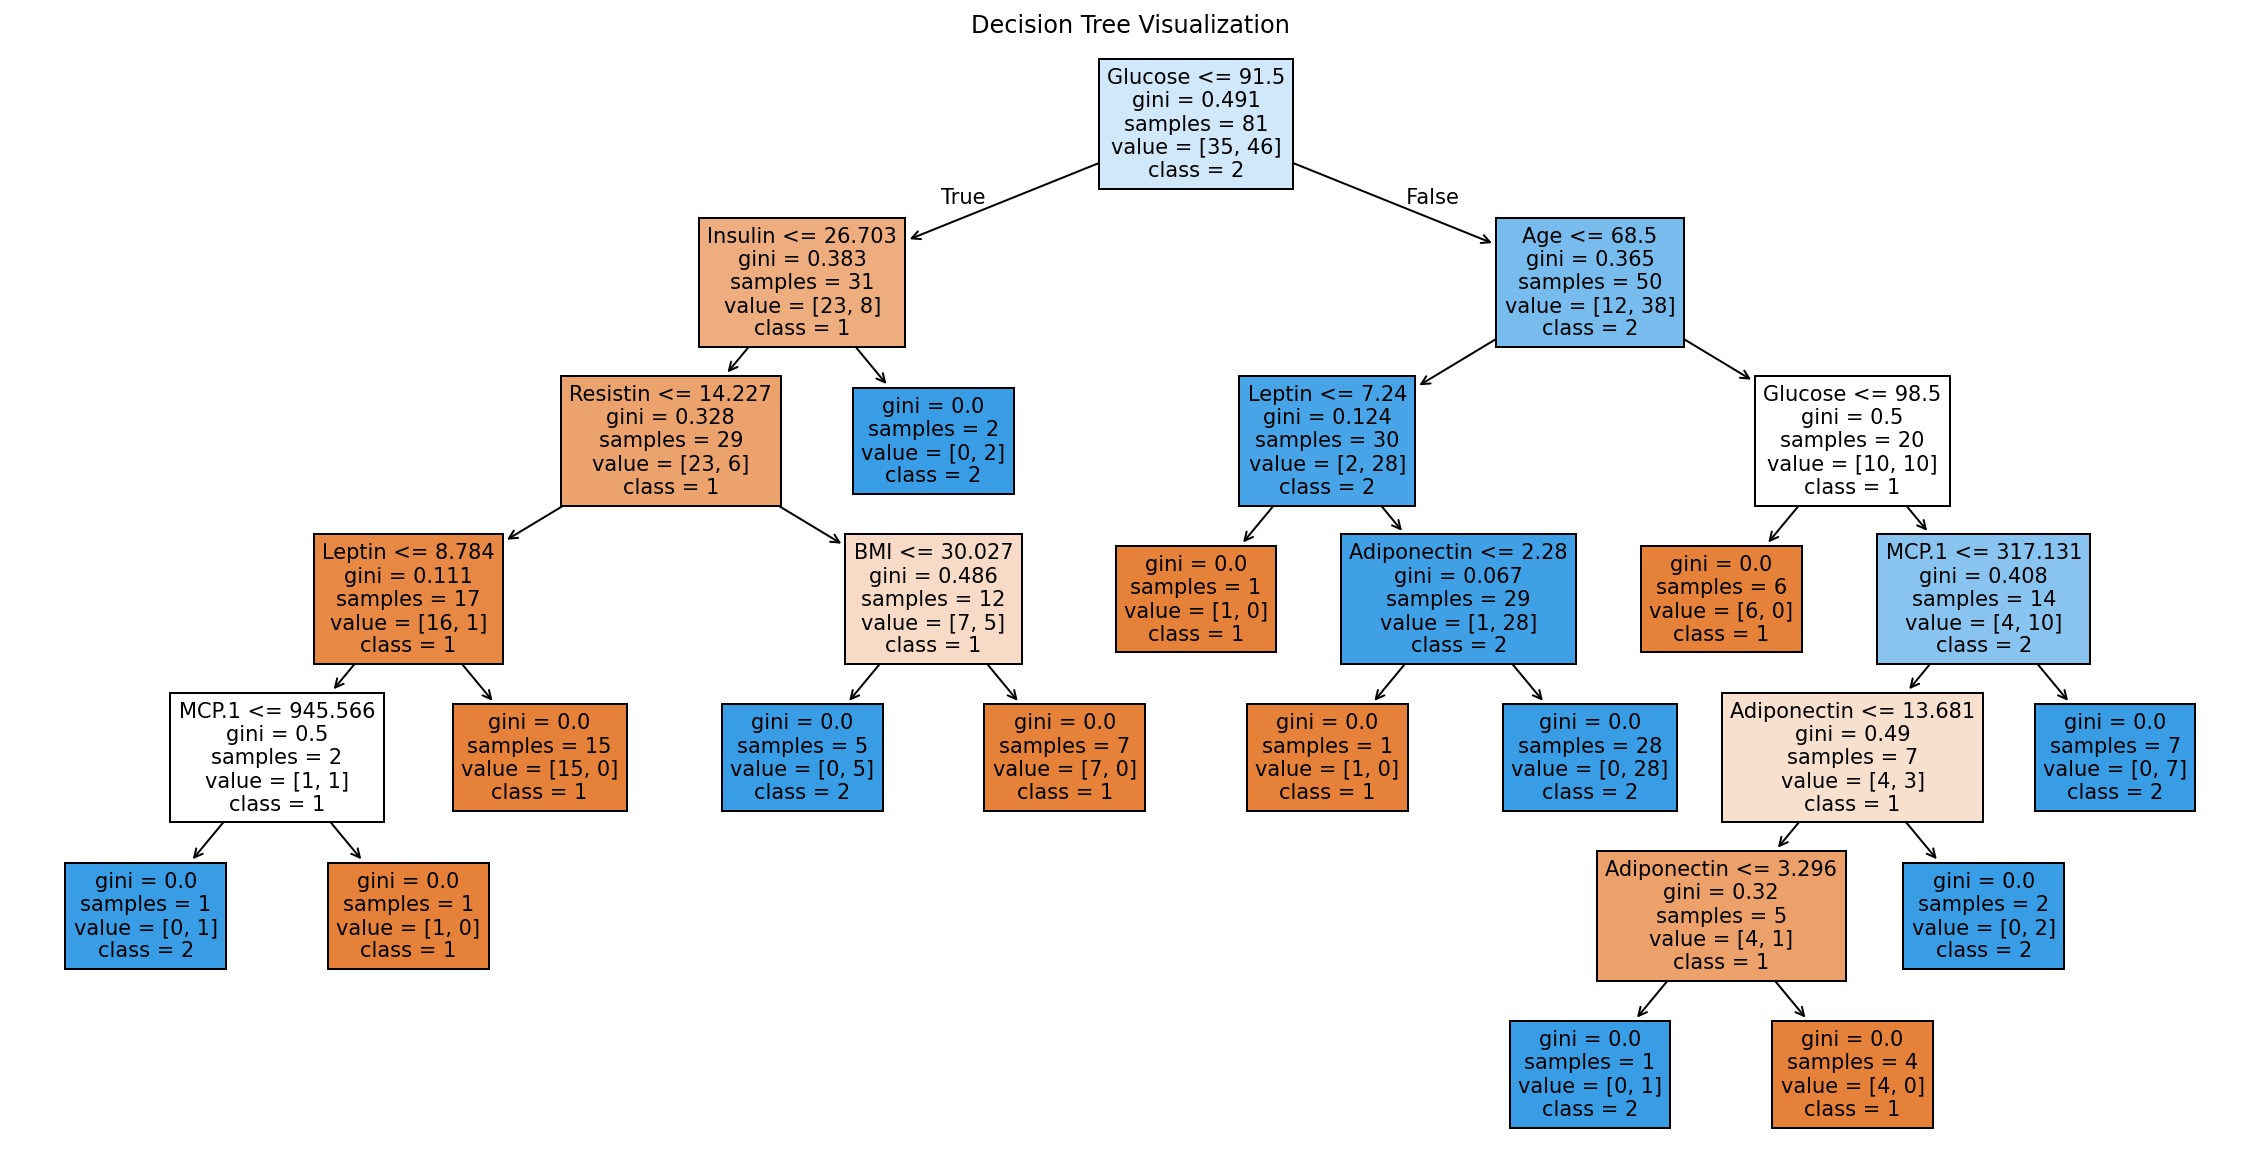 Decision Tree Visualization
Glucose <= 91.5
gini = 0.491
samples = 81
value = [35, 46]
class = 2
True
False
Insulin <= 26.703
gini = 0.383
samples = 31
value = [23, 8]
class = 1
Age <= 68.5
gini = 0.365
samples = 50
value = [12, 38]
class = 2
Resistin <= 14.227
gini = 0.328
samples = 29
value = [23, 6]
class = 1
gini = 0.0
samples = 2
value = [0, 2]
class = 2
Leptin <= 7.24
gini = 0.124
samples = 30
value = [2, 28]
class = 2
Glucose <= 98.5
gini = 0.5
samples = 20
value = [10, 10]
class = 1
Leptin <= 8.784
gini = 0.111
samples = 17
value = [16, 1]
class = 1
BMI <= 30.027
gini = 0.486
samples = 12
value = [7, 5]
class = 1
gini = 0.0
samples = 1
value = [1, 0]
class = 1
Adiponectin <= 2.28
gini = 0.067
samples = 29
value = [1, 28]
class = 2
gini = 0.0
samples = 6
value = [6, 0]
class = 1
MCP.1 <= 317.131
gini = 0.408
samples = 14
value = [4, 10]
class = 2
MCP.1 <= 945.566
gini = 0.5
samples = 2
value = [1, 1]
class = 1
gini = 0.0
samples = 15
value = [15, 0]
class = 1
gini = 0.0
samples = 5
value = [0, 5]
class = 2
gini = 0.0
samples = 7
value = [7, 0]
class = 1
gini = 0.0
samples = 1
value = [1, 0]
class = 1
gini = 0.0
samples = 28
value = [0, 28]
class = 2
Adiponectin <= 13.681
gini = 0.49
samples = 7
value = [4, 3]
class = 1
gini = 0.0
samples = 7
value = [0, 7]
class = 2
gini = 0.0
samples = 1
value = [0, 1]
class = 2
gini = 0.0
samples = 1
value = [1, 0]
class = 1
Adiponectin <= 3.296
gini = 0.32
samples = 5
value = [4, 1]
class = 1
gini = 0.0
samples = 2
value = [0, 2]
class = 2
gini = 0.0
samples = 1
value = [0, 1]
class = 2
gini = 0.0
samples = 4
value = [4, 0]
class = 1